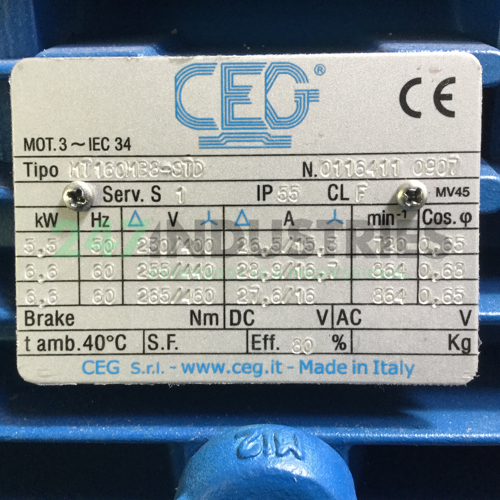 CEG®
CE
MOT. 3 ~ IEC 34
Tipo MT160MB8-STD N. 0116411 0907
Serv. S 1 IP 55 CL F MV45
kW Hz △ V 人 △ A 人 min⁻¹ Cos. φ
5,5 50 230/400 26,5/15,3 720 0,65
6,6 60 255/440 28,9/16,7 864 0,68
6,6 60 265/460 27,6/16 864 0,65
Brake Nm DC V AC V
t amb. 40°C S.F. Eff. 80 % Kg
CEG S.r.l. - www.ceg.it - Made in Italy
M12